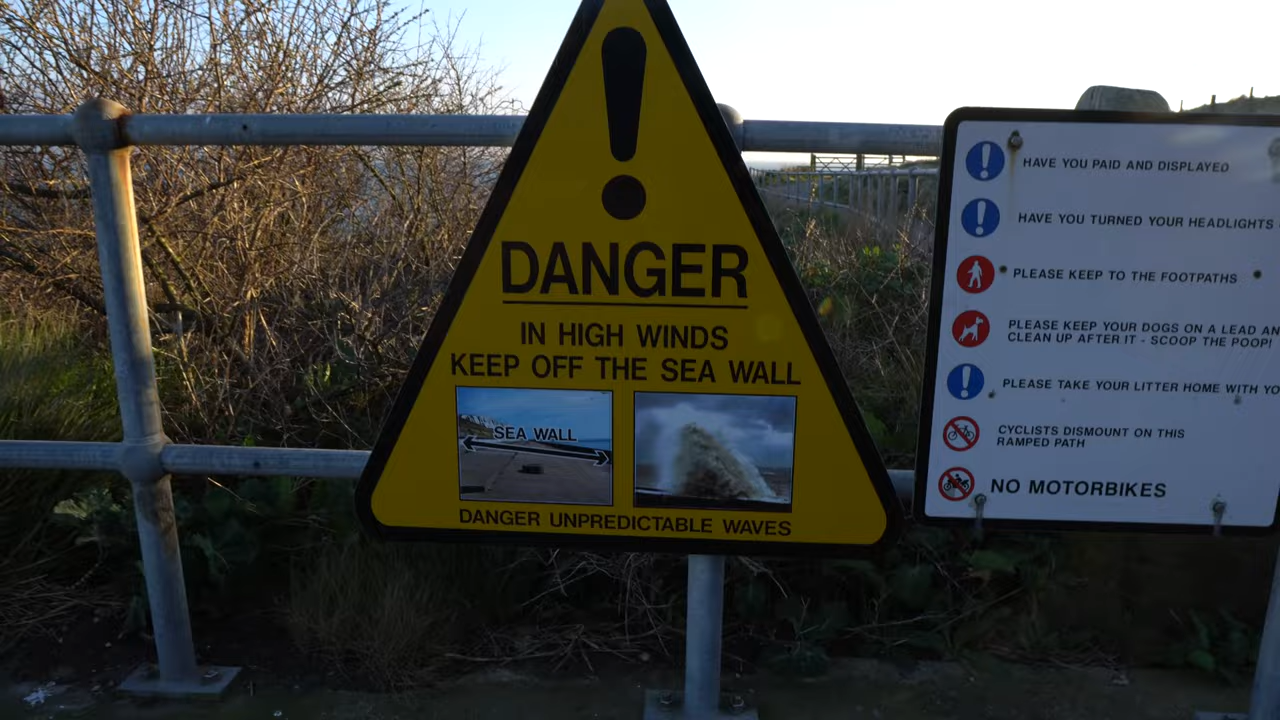 DANGER
IN HIGH WINDS
KEEP OFF THE SEA WALL
SEA WALL
DANGER UNPREDICTABLE WAVES
HAVE YOU PAID AND DISPLAYED
HAVE YOU TURNED YOUR HEADLIGHTS
PLEASE KEEP TO THE FOOTPATHS
PLEASE KEEP YOUR DOGS ON A LEAD
CLEAN UP AFTER IT - SCOOP THE POOP!
PLEASE TAKE YOUR LITTER HOME WITH
CYCLISTS DISMOUNT ON THIS
RAMPED PATH
NO MOTORBIKES